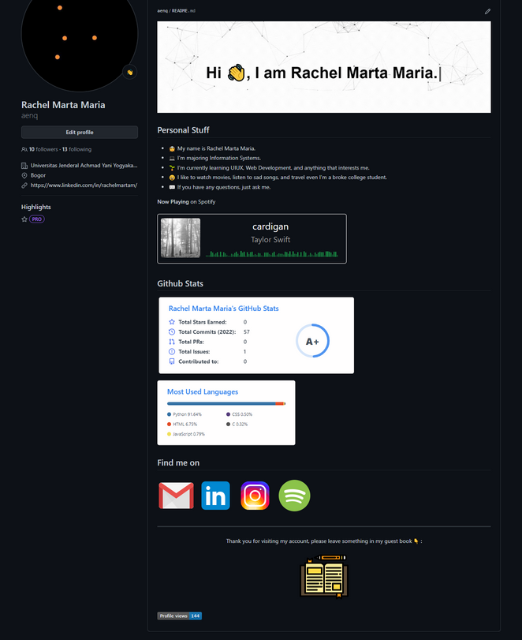 Rachel Marta Maria
aenq
Edit profile
10 followers · 13 following
Universitas Jenderal Achmad Yani Yogyaka...
Bogor
https://www.linkedin.com/in/rachelmartam/
Highlights
PRO
aenq / README.md
Hi 👋, I am Rachel Marta Maria.|
Personal Stuff
My name is Rachel Marta Maria.
I'm majoring Information Systems.
I'm currently learning UI/UX, Web Development, and anything that interests me.
I like to watch movies, listen to sad songs, and travel even I'm a broke college student.
If you have any questions, just ask me.
Now Playing on Spotify
cardigan
Taylor Swift
Github Stats
Rachel Marta Maria's GitHub Stats
Total Stars Earned: 0
Total Commits (2022): 57
Total PRs: 0
Total Issues: 1
Contributed to: 0
A+
Most Used Languages
Python 91.84%
CSS 0.50%
HTML 6.75%
C 0.32%
JavaScript 0.79%
Find me on
in
Thank you for visiting my account, please leave something in my guest book 👇 :
Profile views 144